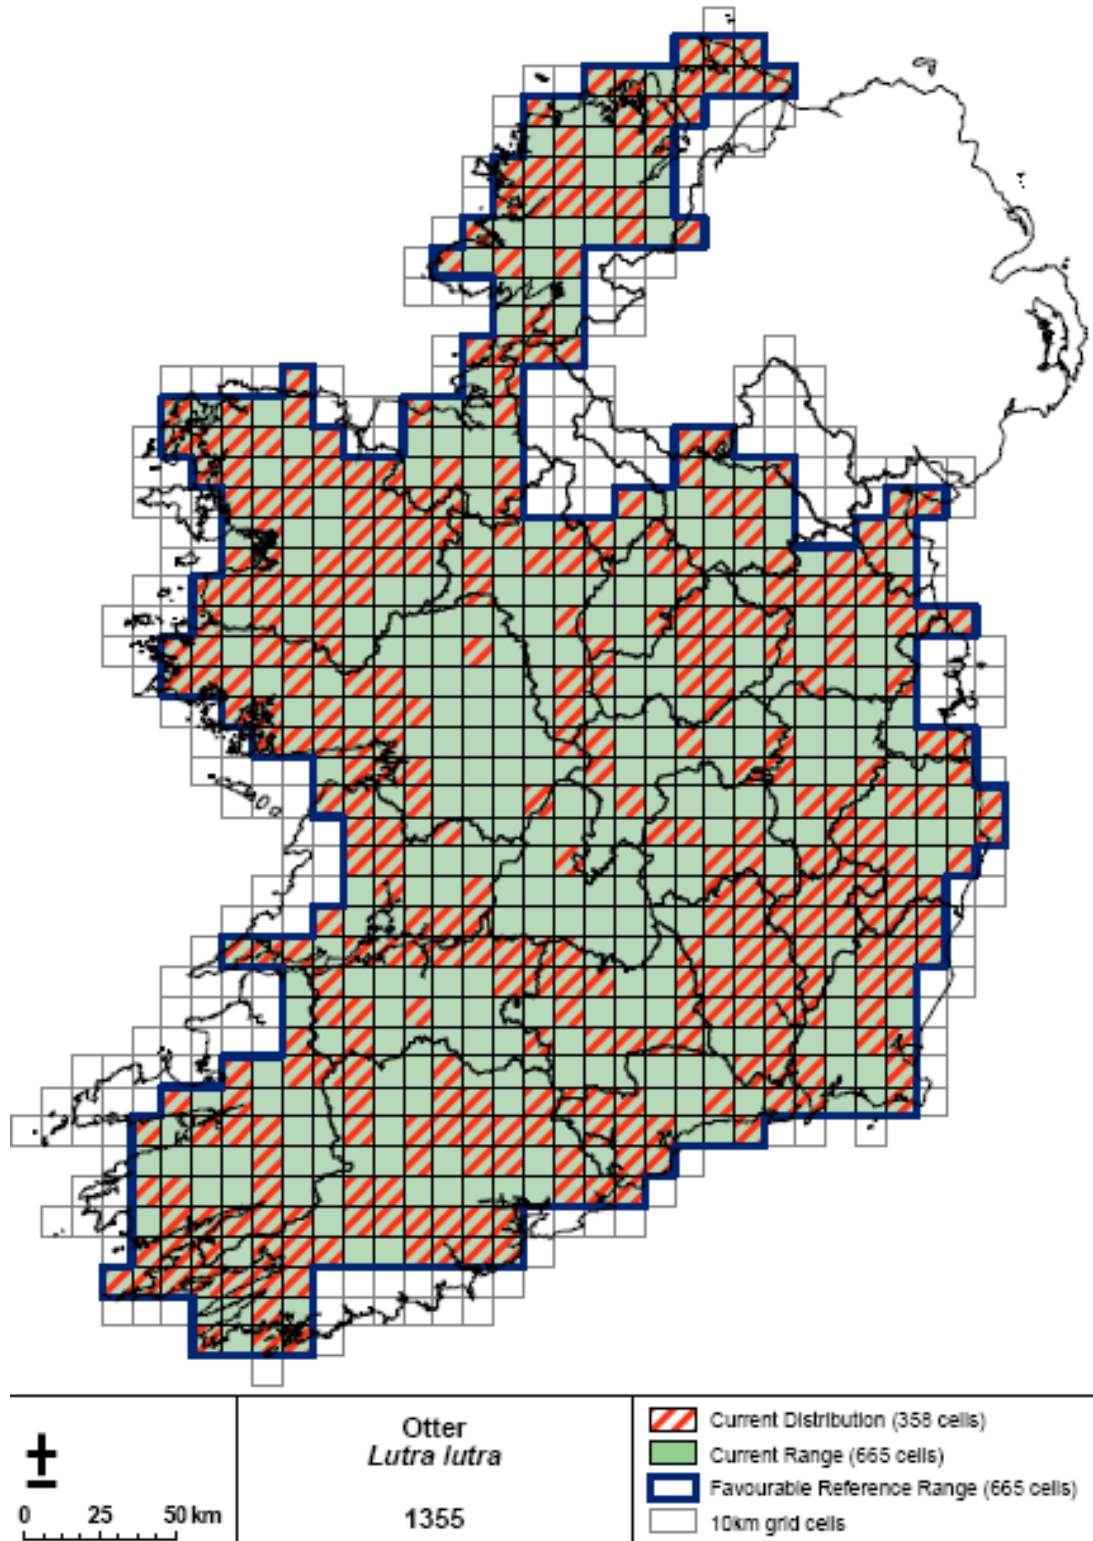 Otter
Lutra lutra
1355
0 25 50 km
Current Distribution (358 cells)
Current Range (665 cells)
Favourable Reference Range (665 cells)
10km grid cells